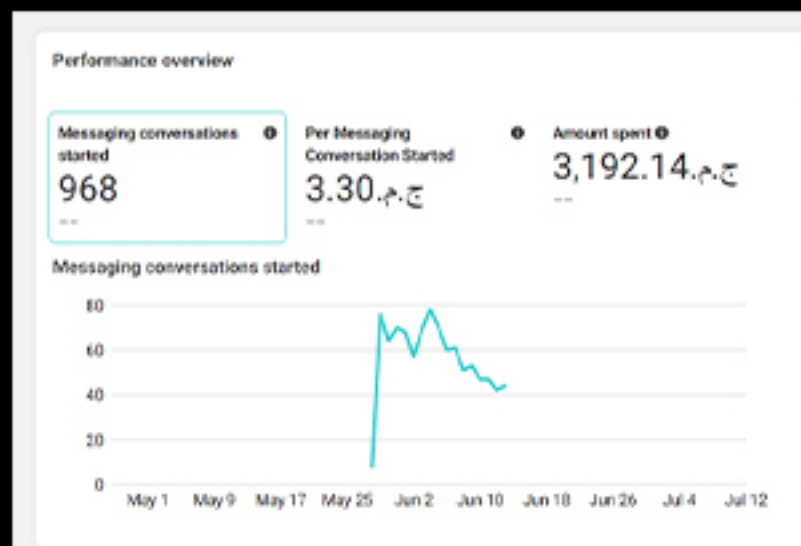 Performance overview
Messaging conversations started
968
--
Per Messaging Conversation Started
3.30.ج.م
--
Amount spent
3,192.14.ج.م
--
Messaging conversations started
80
60
40
20
0
May 1 May 9 May 17 May 25 Jun 2 Jun 10 Jun 18 Jun 26 Jul 4 Jul 12